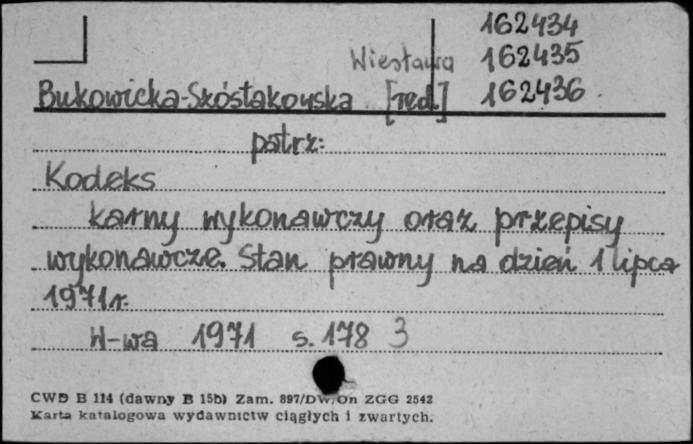 162434
Wiesława 162435
Bukowicka-Szóstakowska [red.] 162436
patrz:
Kodeks
karny wykonawczy oraz przepisy
wykonawcze. Stan prawny na dzień 1 lipca
1971r.
W-wa 1971 s. 178 3
CWD B 114 (dawny B 15b) Zam. 897/DW/On ZGG 2542
Karta katalogowa wydawnictw ciągłych i zwartych.